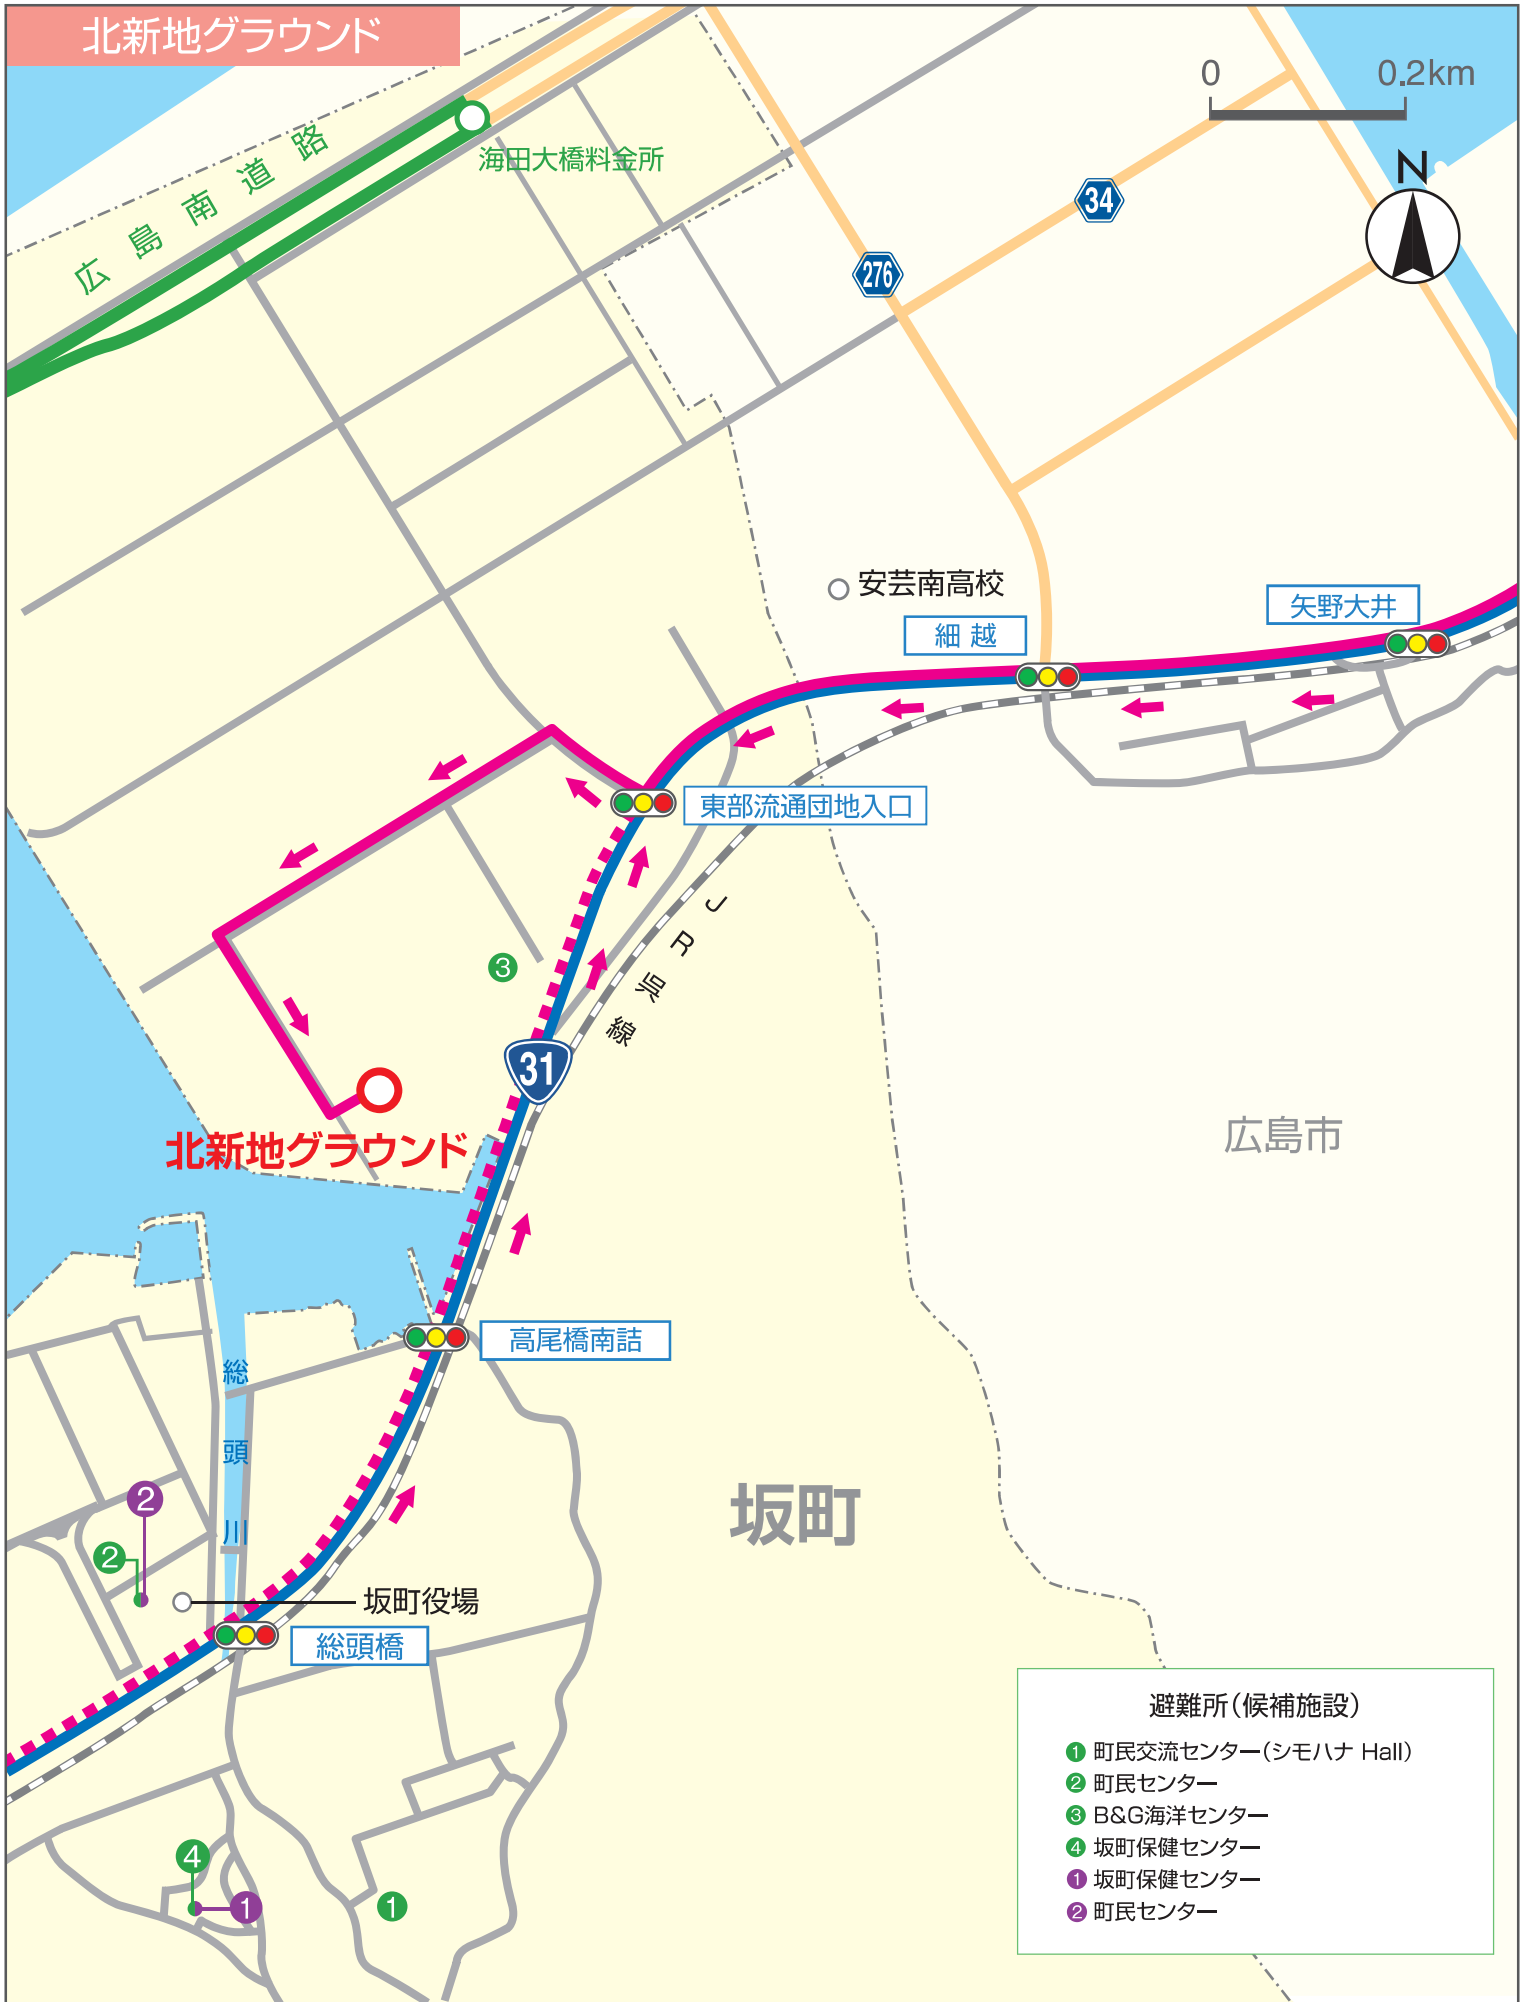 北新地グラウンド
0 0.2km
N
広島南道路
海田大橋料金所
34
276
安芸南高校
矢野大井
細越
東部流通団地入口
JR呉線
3
31
北新地グラウンド
広島市
高尾橋南詰
総頭川
坂町
2
2
坂町役場
総頭橋
4
1
1
避難所(候補施設)
1 町民交流センター(シモハナ Hall)
2 町民センター
3 B&G海洋センター
4 坂町保健センター
1 坂町保健センター
2 町民センター